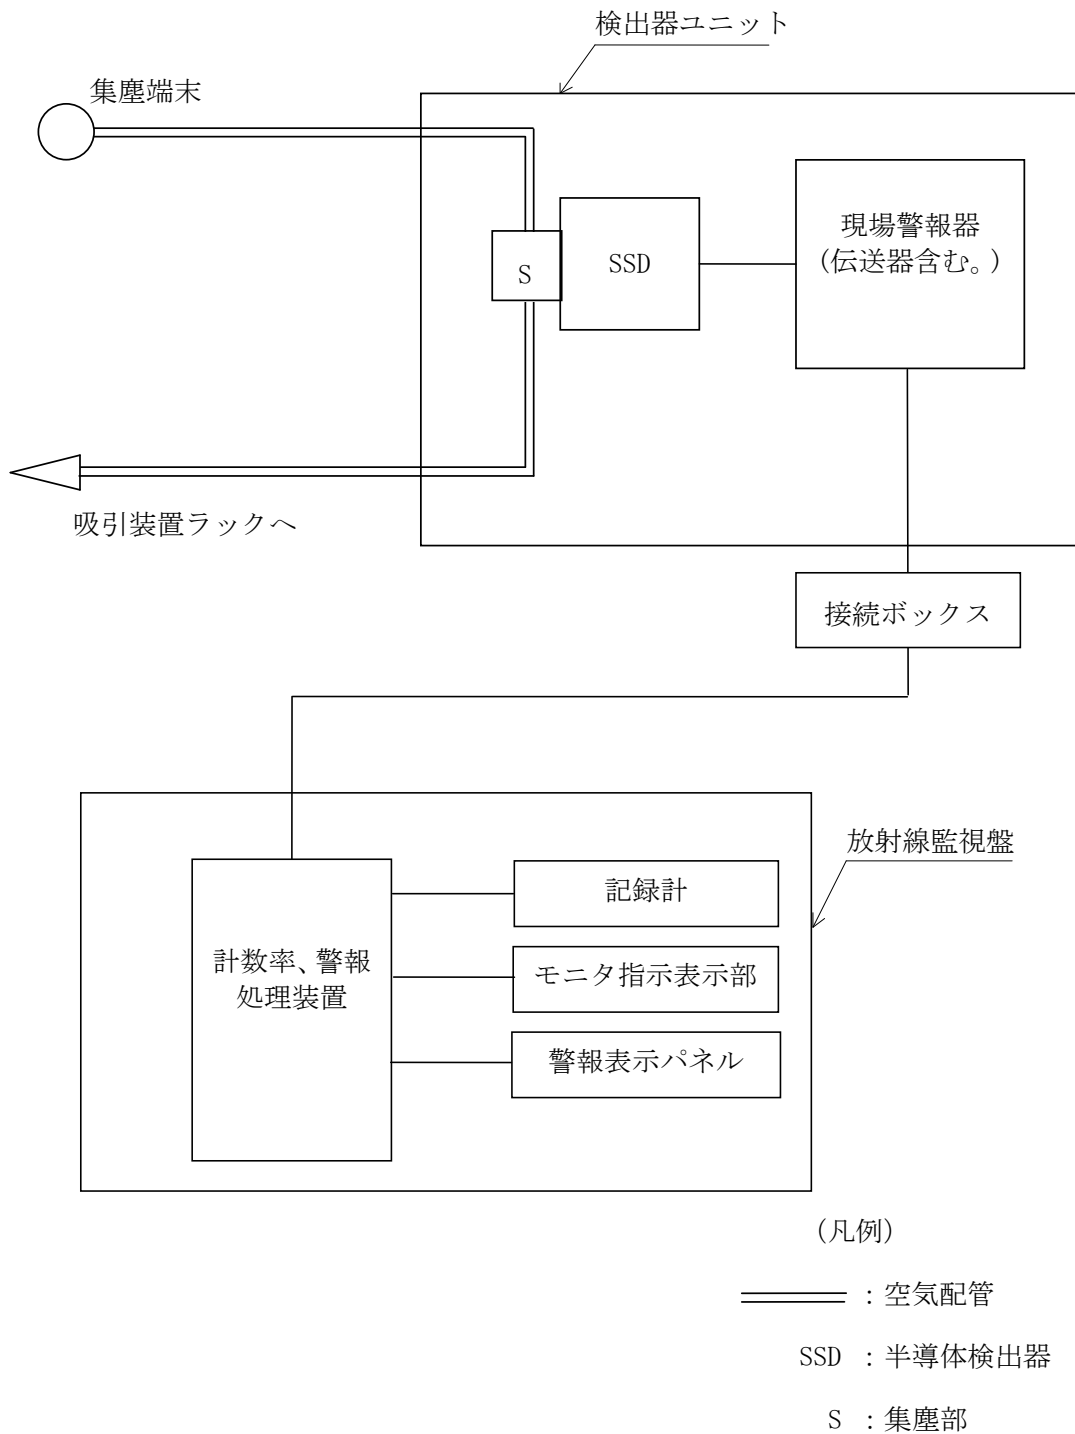 検出器ユニット
集塵端末
現場警報器
（伝送器含む。）
SSD
S
吸引装置ラックへ
接続ボックス
放射線監視盤
記録計
計数率、警報
処理装置
モニタ指示表示部
警報表示パネル
（凡例）
：空気配管
SSD ：半導体検出器
S ：集塵部